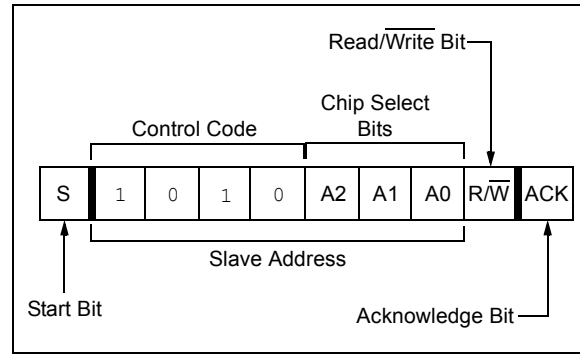 Read/Write Bit
Chip Select
Bits
Control Code
S 1 0 1 0 A2 A1 A0 R/W ACK
Slave Address
Start Bit
Acknowledge Bit